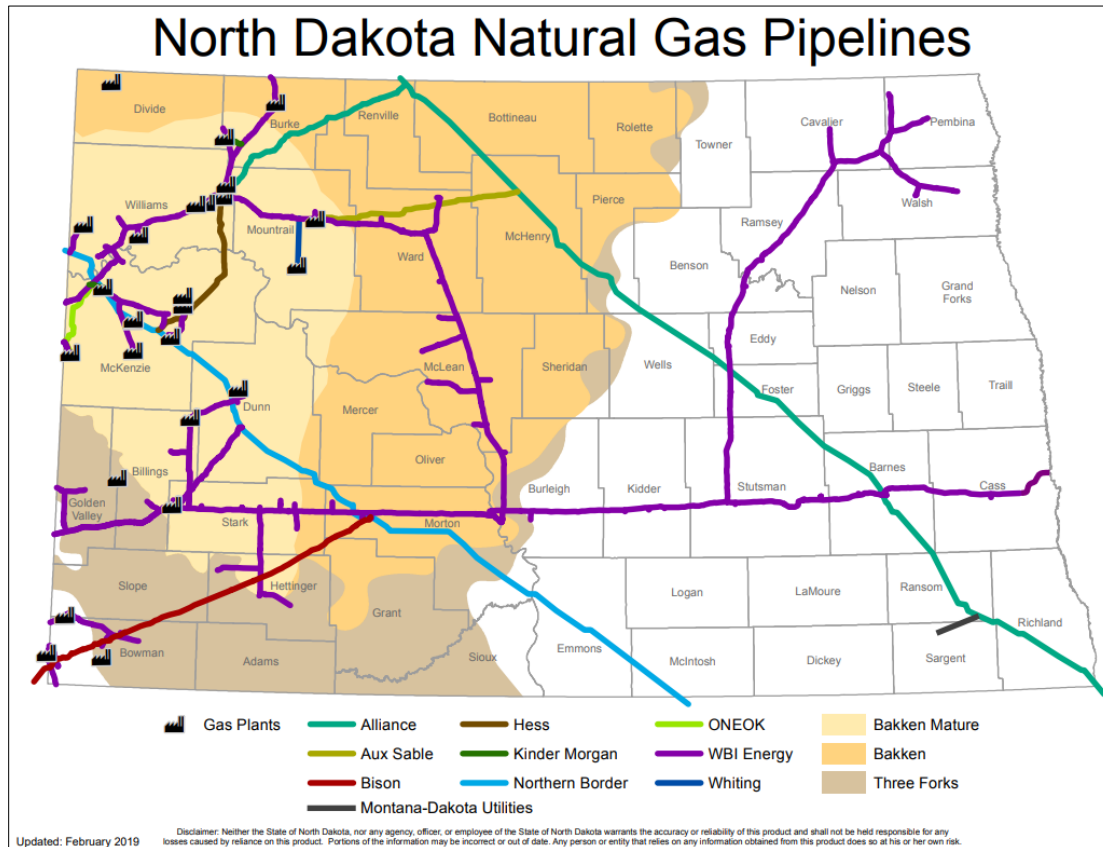 North Dakota Natural Gas Pipelines
Divide
Burke
Renville
Bottineau
Rolette
Towner
Cavalier
Pembina
Williams
Mountrail
Ward
McHenry
Pierce
Ramsey
Walsh
Benson
Nelson
Grand
Forks
McKenzie
McLean
Sheridan
Wells
Eddy
Foster
Griggs
Steele
Traill
Dunn
Mercer
Oliver
Billings
Golden
Valley
Stark
Morton
Burleigh
Kidder
Stutsman
Barnes
Cass
Slope
Hettinger
Grant
Logan
LaMoure
Ransom
Richland
Bowman
Adams
Sioux
Emmons
McIntosh
Dickey
Sargent
Gas Plants
Alliance
Hess
ONEOK
Bakken Mature
Aux Sable
Kinder Morgan
WBI Energy
Bakken
Bison
Northern Border
Whiting
Three Forks
Montana-Dakota Utilities
Updated: February 2019
Disclaimer: Neither the State of North Dakota, nor any agency, officer, or employee of the State of North Dakota warrants the accuracy or reliability of this product and shall not be held responsible for any
losses caused by reliance on this product. Portions of the information may be incorrect or out of date. Any person or entity that relies on any information obtained from this product does so at his or her own risk.